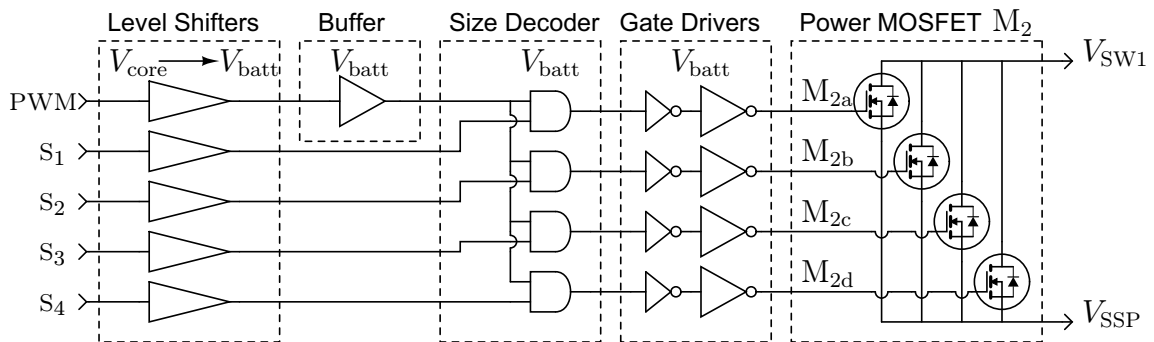 Level Shifters Buffer Size Decoder Gate Drivers Power MOSFET M2
Vcore Vbatt Vbatt Vbatt Vbatt VSW1
PWM M2a
S1 M2b
S2 M2c
S3 M2d
S4 VSSP